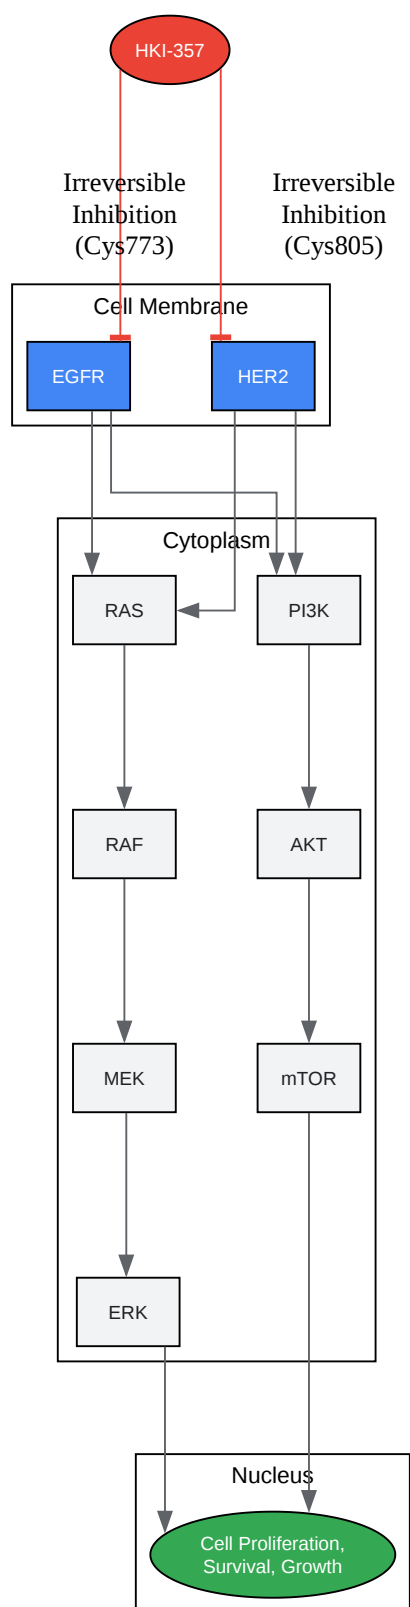 HKI-357
Irreversible
Inhibition
(Cys773)
Irreversible
Inhibition
(Cys805)
Cell Membrane
EGFR
HER2
Cytoplasm
RAS
PI3K
RAF
AKT
MEK
mTOR
ERK
Nucleus
Cell Proliferation,
Survival, Growth